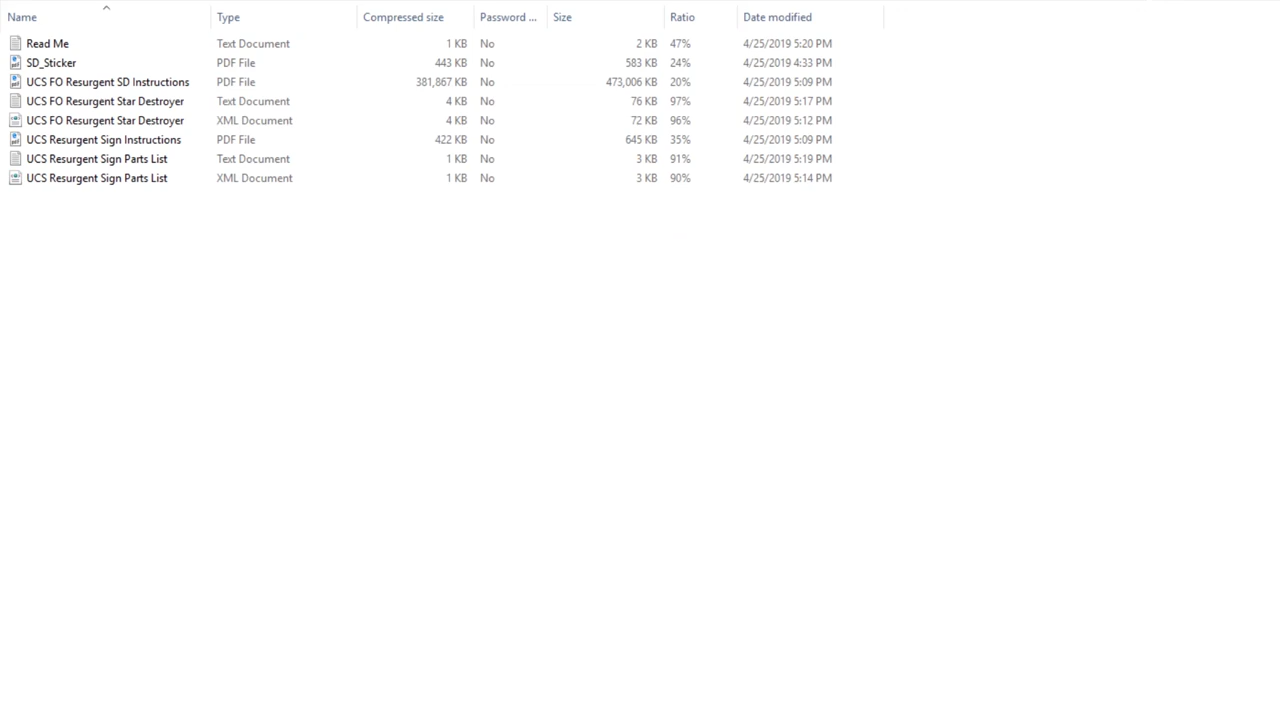 Name Type Compressed size Password ... Size Ratio Date modified
Read Me Text Document 1 KB No 2 KB 47% 4/25/2019 5:20 PM
SD_Sticker PDF File 443 KB No 583 KB 24% 4/25/2019 4:33 PM
UCS FO Resurgent SD Instructions PDF File 381,867 KB No 473,006 KB 20% 4/25/2019 5:09 PM
UCS FO Resurgent Star Destroyer Text Document 4 KB No 76 KB 97% 4/25/2019 5:17 PM
UCS FO Resurgent Star Destroyer XML Document 4 KB No 72 KB 96% 4/25/2019 5:12 PM
UCS Resurgent Sign Instructions PDF File 422 KB No 645 KB 35% 4/25/2019 5:09 PM
UCS Resurgent Sign Parts List Text Document 1 KB No 3 KB 91% 4/25/2019 5:19 PM
UCS Resurgent Sign Parts List XML Document 1 KB No 3 KB 90% 4/25/2019 5:14 PM